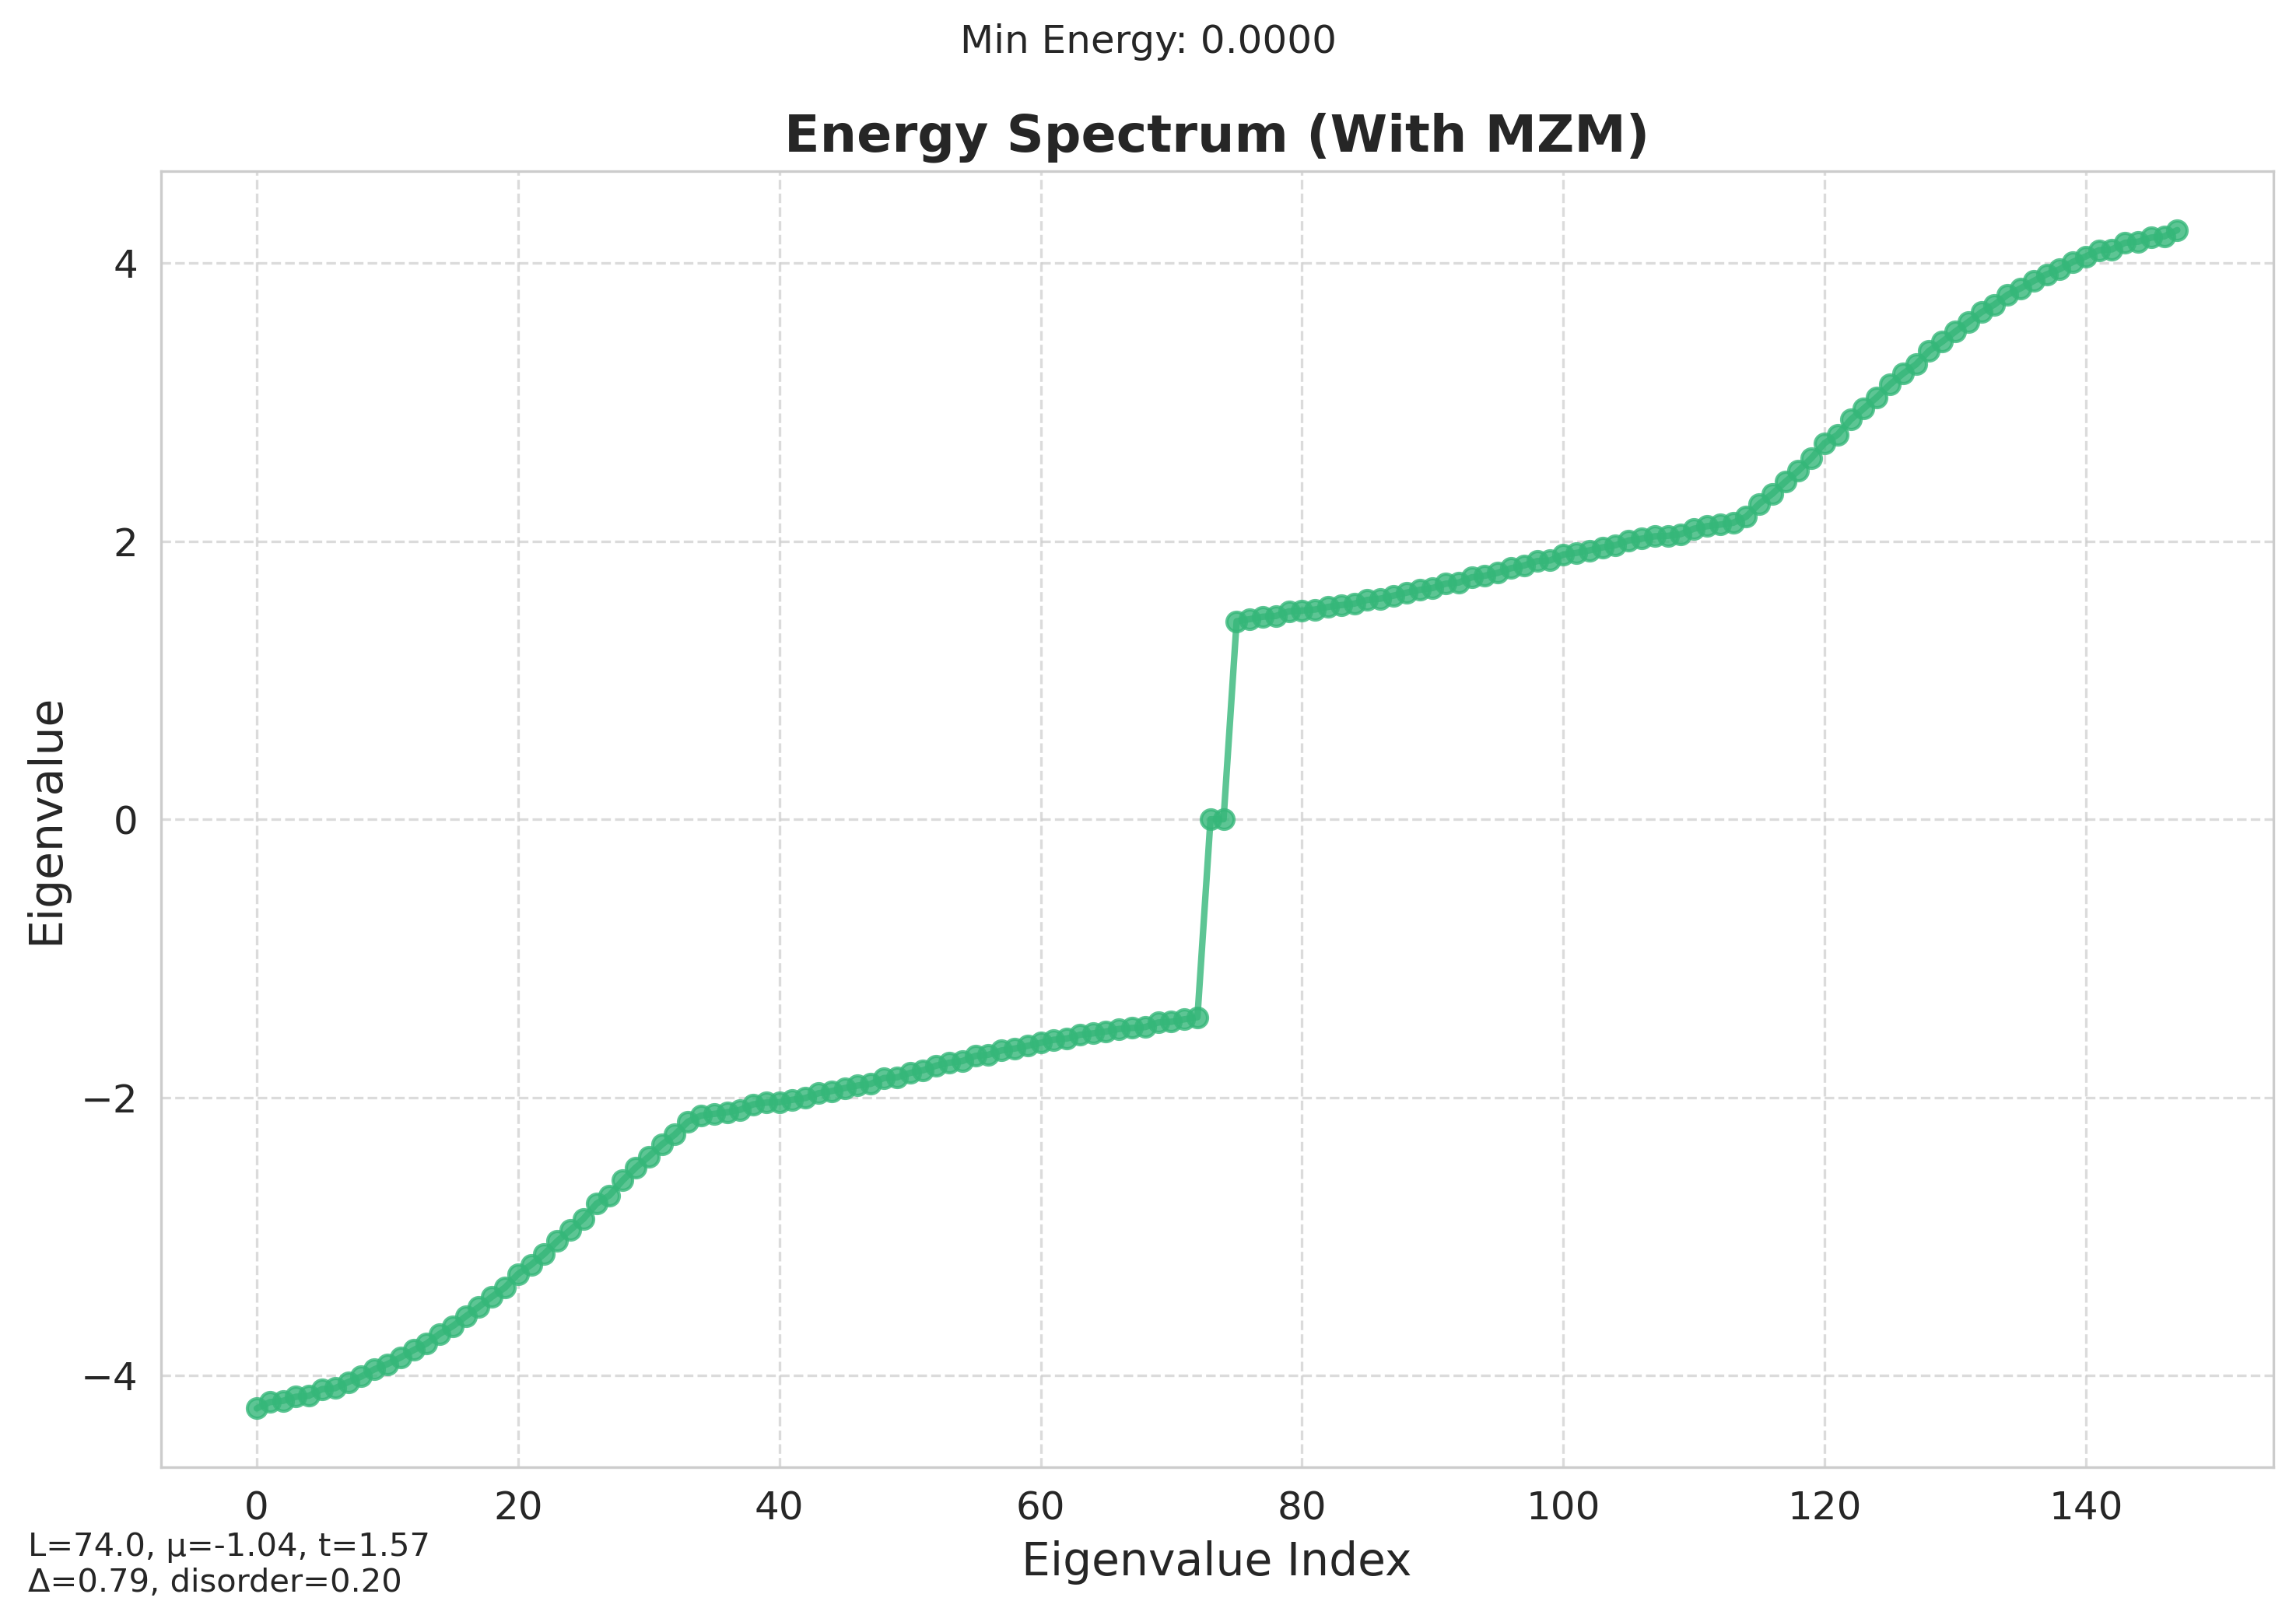 Min Energy: 0.0000
Energy Spectrum (With MZM)
Eigenvalue
4
2
0
−2
−4
0 20 40 60 80 100 120 140
Eigenvalue Index
L=74.0, μ=-1.04, t=1.57
Δ=0.79, disorder=0.20